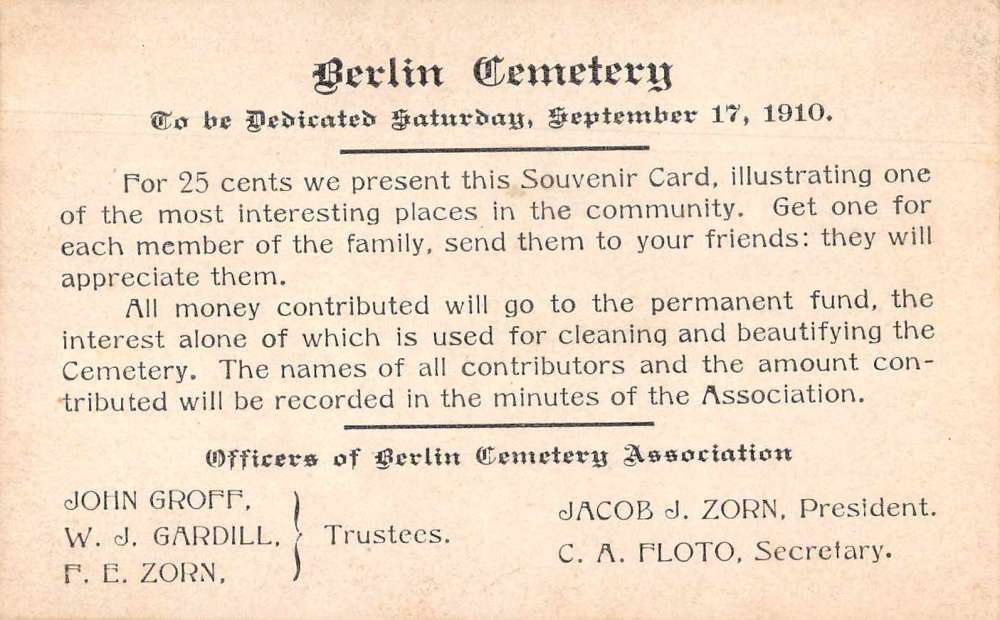 Berlin Cemetery
To be Dedicated Saturday, September 17, 1910.
For 25 cents we present this Souvenir Card, illustrating one
of the most interesting places in the community. Get one for
each member of the family, send them to your friends: they will
appreciate them.
All money contributed will go to the permanent fund, the
interest alone of which is used for cleaning and beautifying the
Cemetery. The names of all contributors and the amount con-
tributed will be recorded in the minutes of the Association.
Officers of Berlin Cemetery Association
JOHN GROFF,
W. J. GARDILL,
F. E. ZORN,
Trustees.
JACOB J. ZORN, President.
C. A. FLOTO, Secretary.